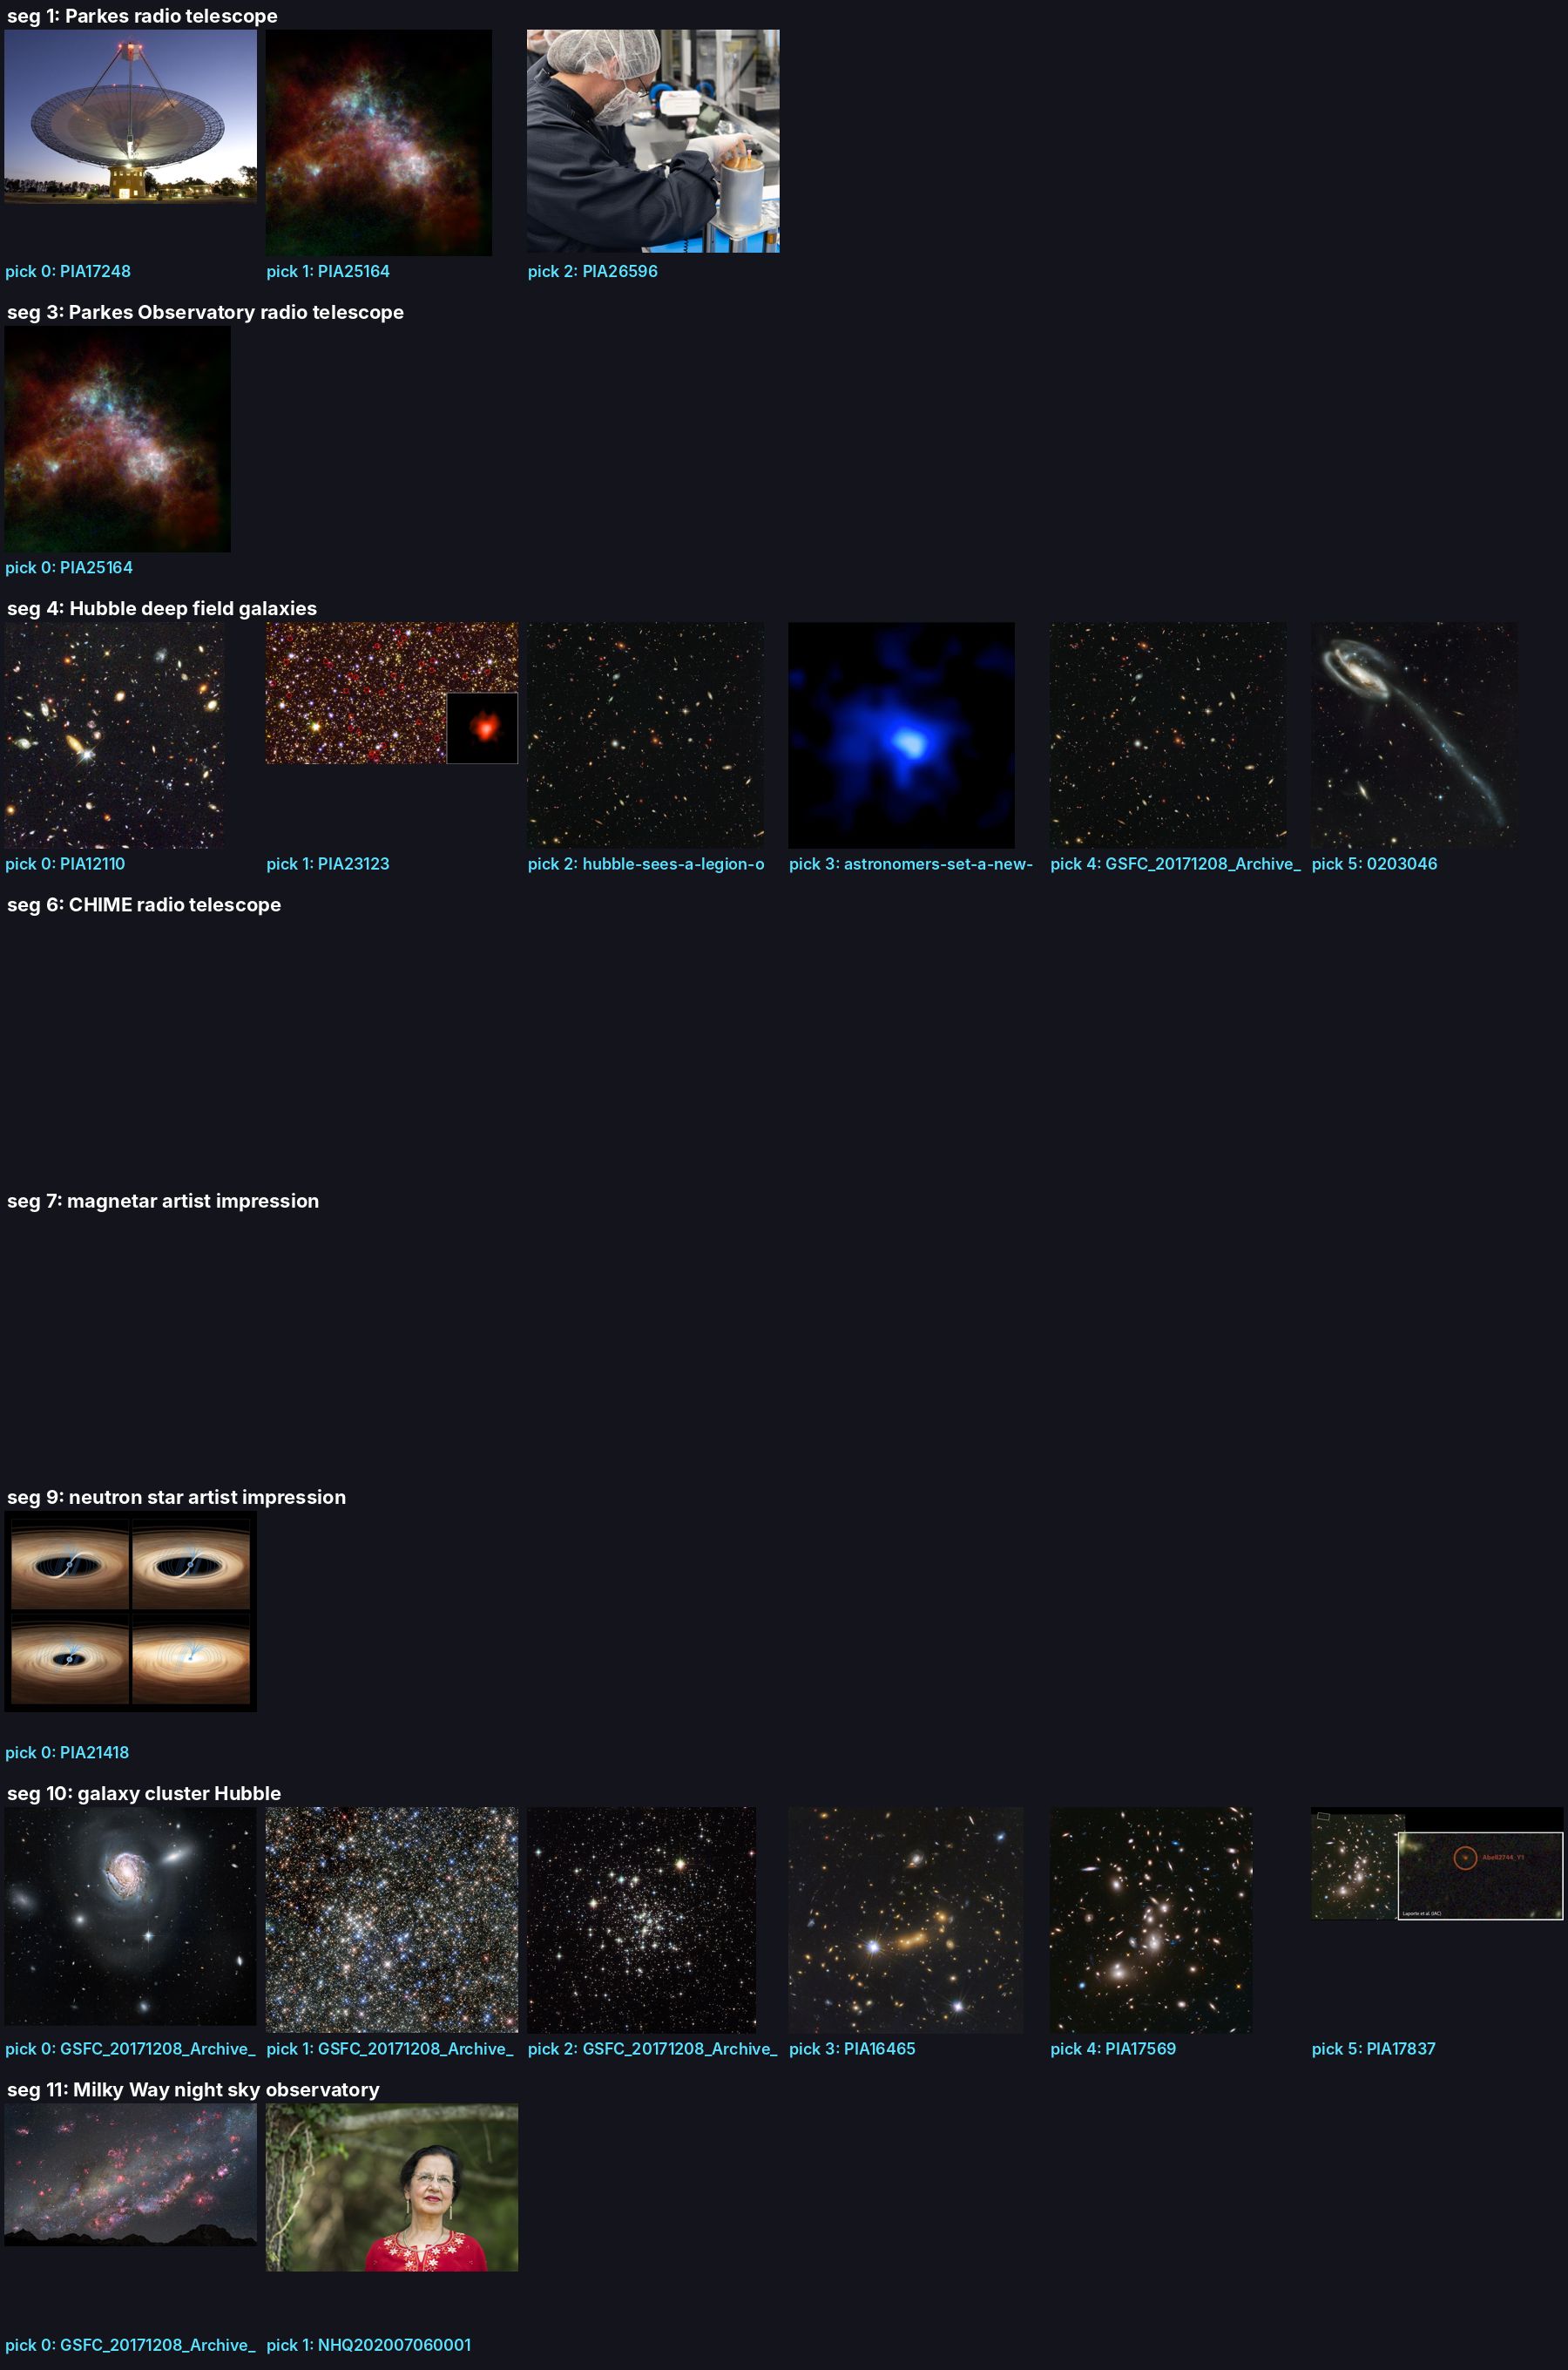 seg 1: Parkes radio telescope
pick 0: PIA17248
pick 1: PIA25164
pick 2: PIA26596
seg 3: Parkes Observatory radio telescope
pick 0: PIA25164
seg 4: Hubble deep field galaxies
pick 0: PIA12110
pick 1: PIA23123
pick 2: hubble-sees-a-legion-o
pick 3: astronomers-set-a-new-
pick 4: GSFC_20171208_Archive_
pick 5: 0203046
seg 6: CHIME radio telescope
seg 7: magnetar artist impression
seg 9: neutron star artist impression
pick 0: PIA21418
seg 10: galaxy cluster Hubble
Abell2744_Y1
Laporte et al. (IAC)
pick 0: GSFC_20171208_Archive_
pick 1: GSFC_20171208_Archive_
pick 2: GSFC_20171208_Archive_
pick 3: PIA16465
pick 4: PIA17569
pick 5: PIA17837
seg 11: Milky Way night sky observatory
pick 0: GSFC_20171208_Archive_
pick 1: NHQ202007060001